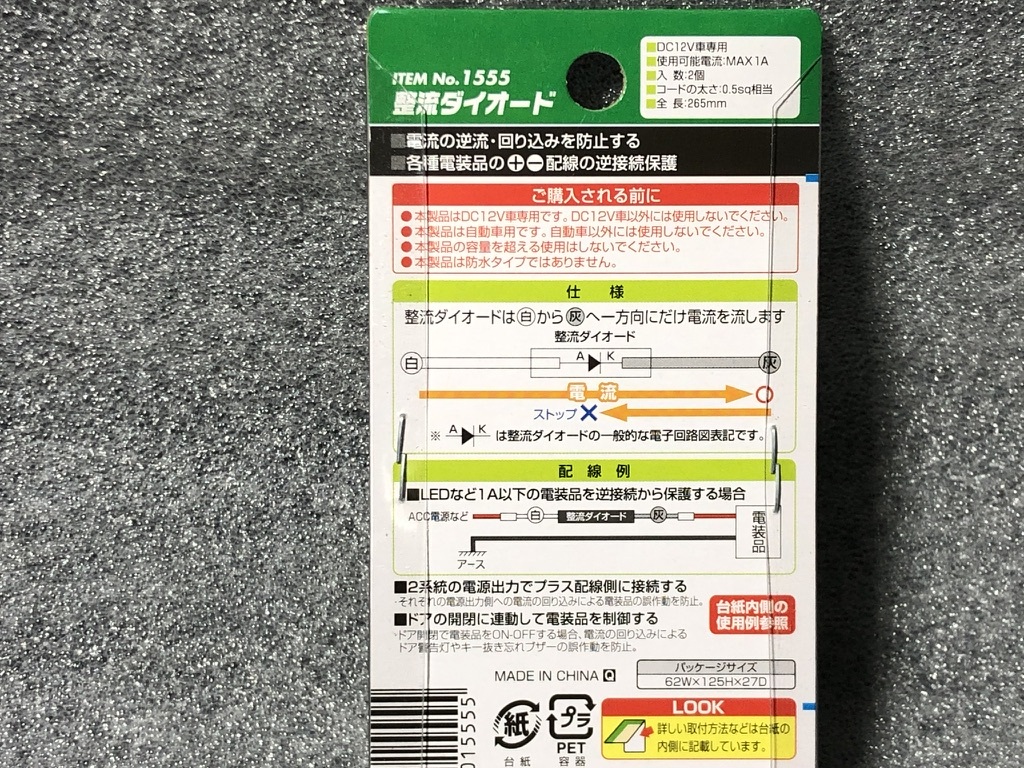 ITEM No.1555
整流ダイオード
■DC12V車専用
■使用可能電流:MAX1A
■入 数:2個
■コードの太さ:0.5sq相当
■全 長:265mm
■電流の逆流・回り込みを防止する
■各種電装品の⊕⊖配線の逆接続保護
ご購入される前に
●本製品はDC12V車専用です。DC12V車以外には使用しないでください。
●本製品は自動車用です。自動車以外には使用しないでください。
●本製品の容量を超える使用はしないでください。
●本製品は防水タイプではありません。
仕 様
整流ダイオードは㊀白から灰へ一方向にだけ電流を流します
整流ダイオード
白 A K 灰
電 流 ○
ストップ ×
※ A K は整流ダイオードの一般的な電子回路図表記です。
配 線 例
■LEDなど1A以下の電装品を逆接続から保護する場合
ACC電源など 白 整流ダイオード 灰 電装品
アース
■2系統の電源出力でプラス配線側に接続する
・それぞれの電源出力側への電流の回り込みによる電装品の誤作動を防止。
■ドアの開閉に連動して電装品を制御する
・ドア開閉で電装品をON-OFFする場合、電流の回り込みによる
ドア警告灯やキー抜き忘れブザーの誤作動を防止。
台紙内側の
使用例参照
MADE IN CHINA Q
パッケージサイズ
62W×125H×27D
015555
紙
台 紙
プラ
PET
容 器
LOOK
詳しい取付方法などは台紙の
内側に記載しています。